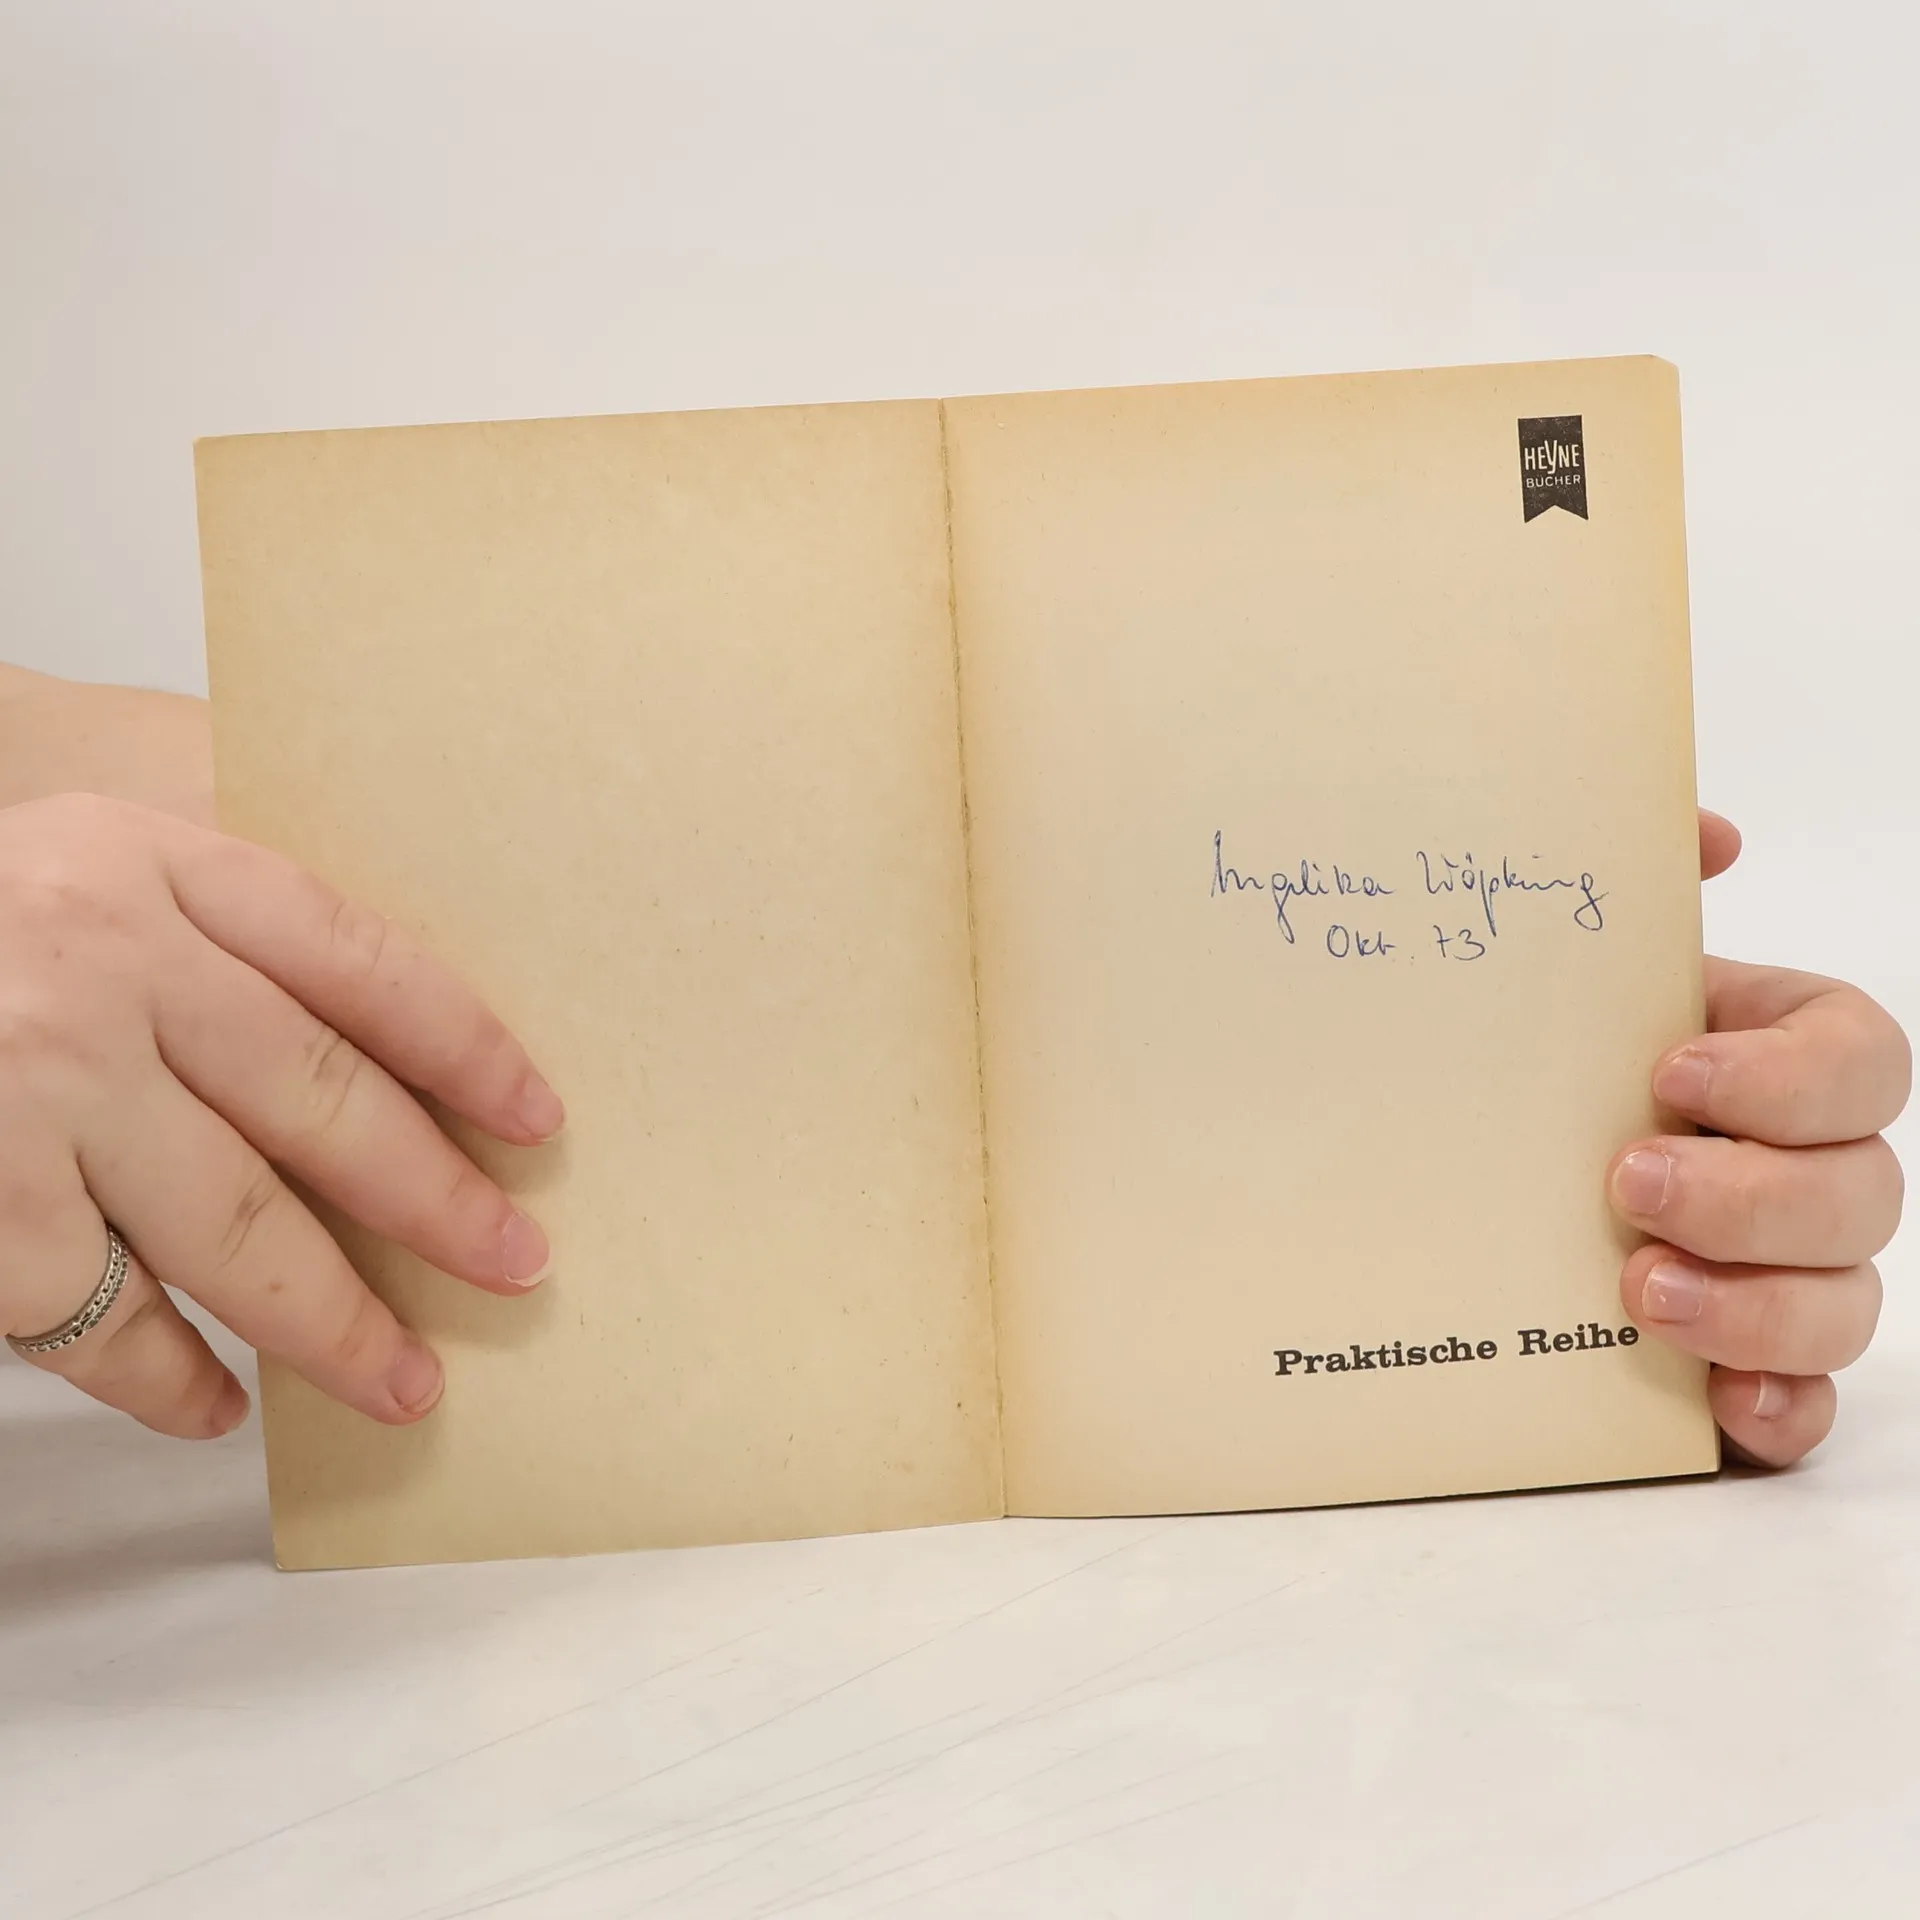 HEYNE
BÜCHER
Angelika Wöpking
Okt. 73
Praktische Reihe